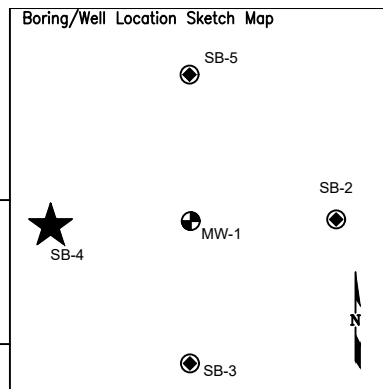 Boring/Well Location Sketch Map
SB-5
SB-2
MW-1
SB-4
N
SB-3